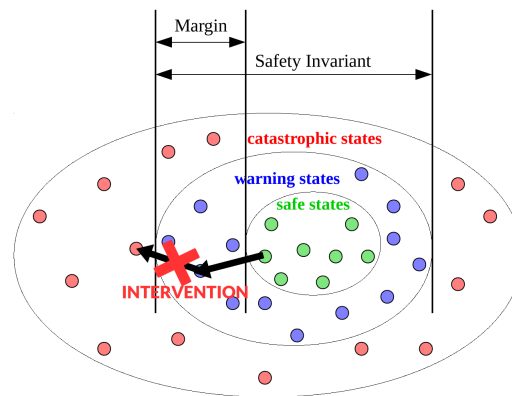 Margin
Safety Invariant
catastrophic states
warning states
safe states
INTERVENTION